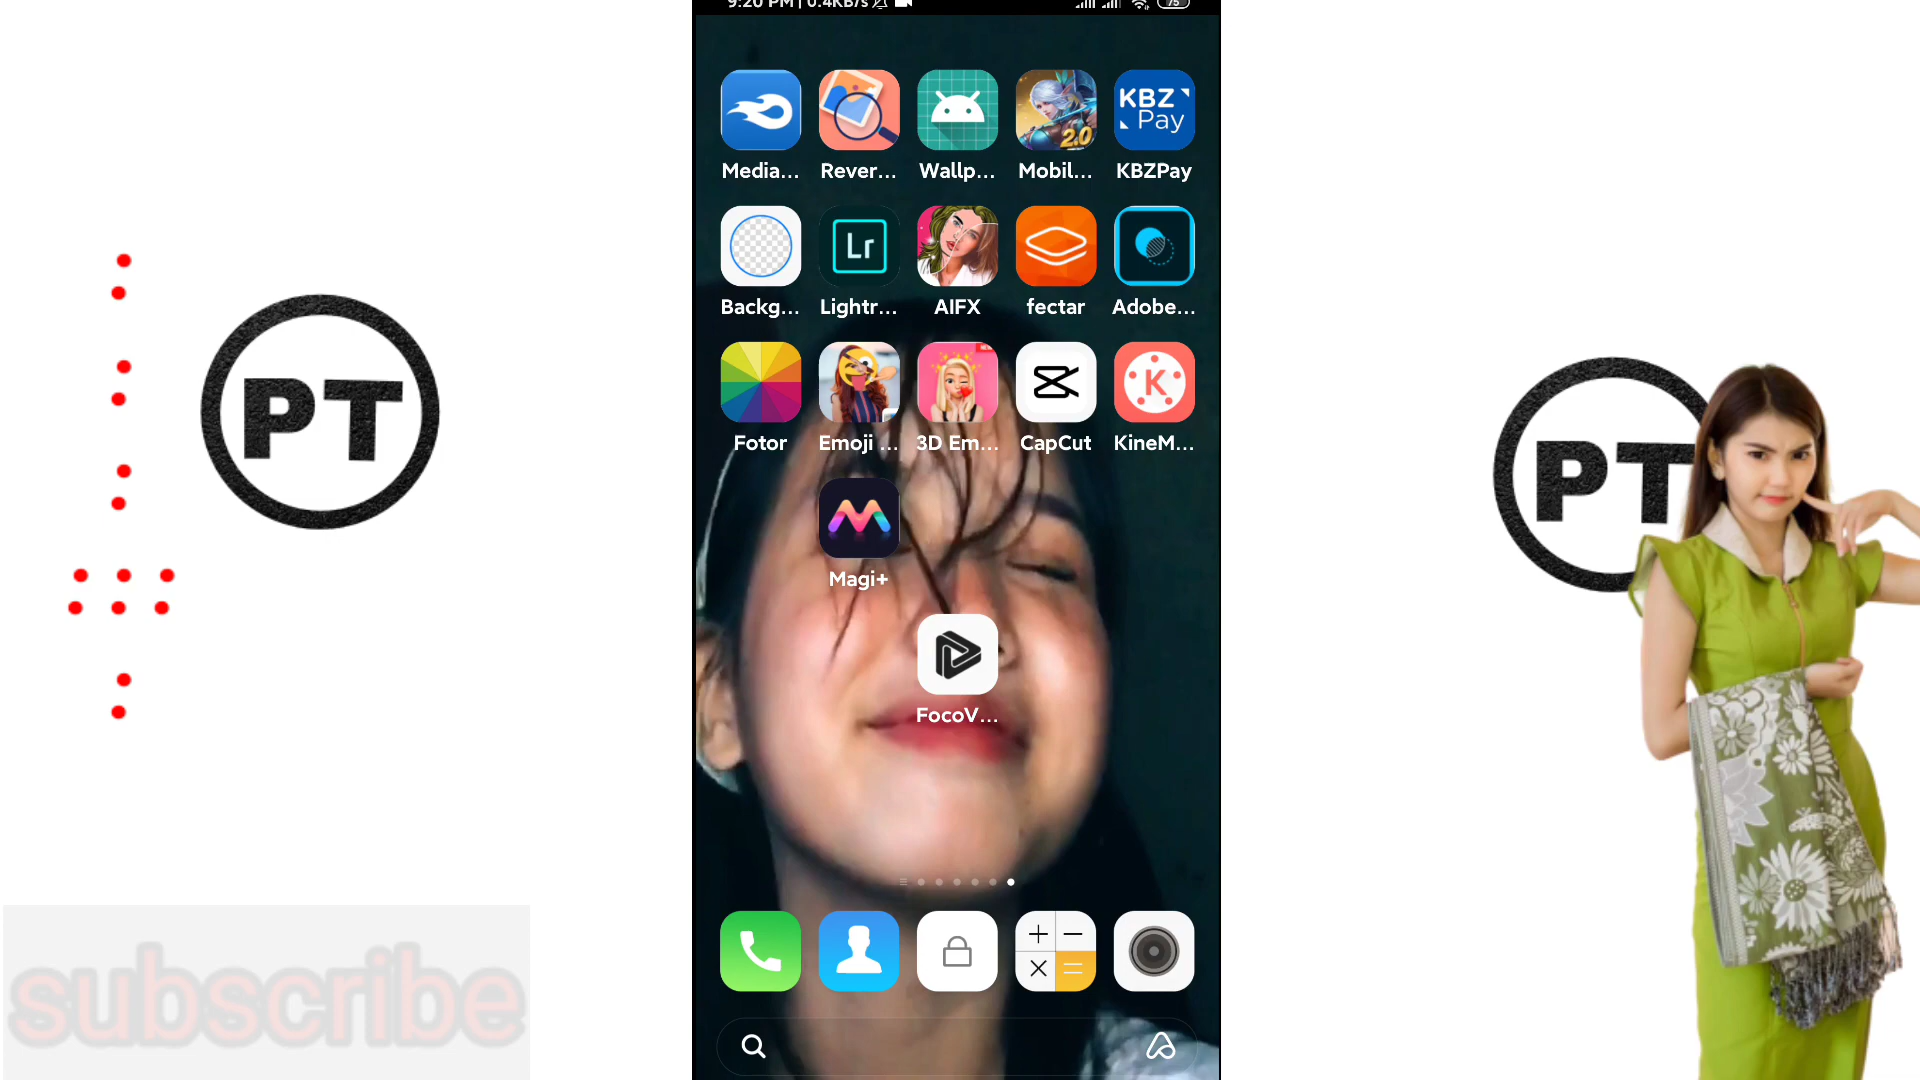 9:20 PM | 0.4KB/s
75
Media...
Rever...
Wallp...
2.0
Mobil...
KBZ
Pay
KBZPay
Backg...
Lr
Lightr...
AIFX
fectar
Adobe...
Fotor
Emoji ...
3D Em...
CapCut
K
KineM...
Magi+
FocoV...
PT
PT
subscribe